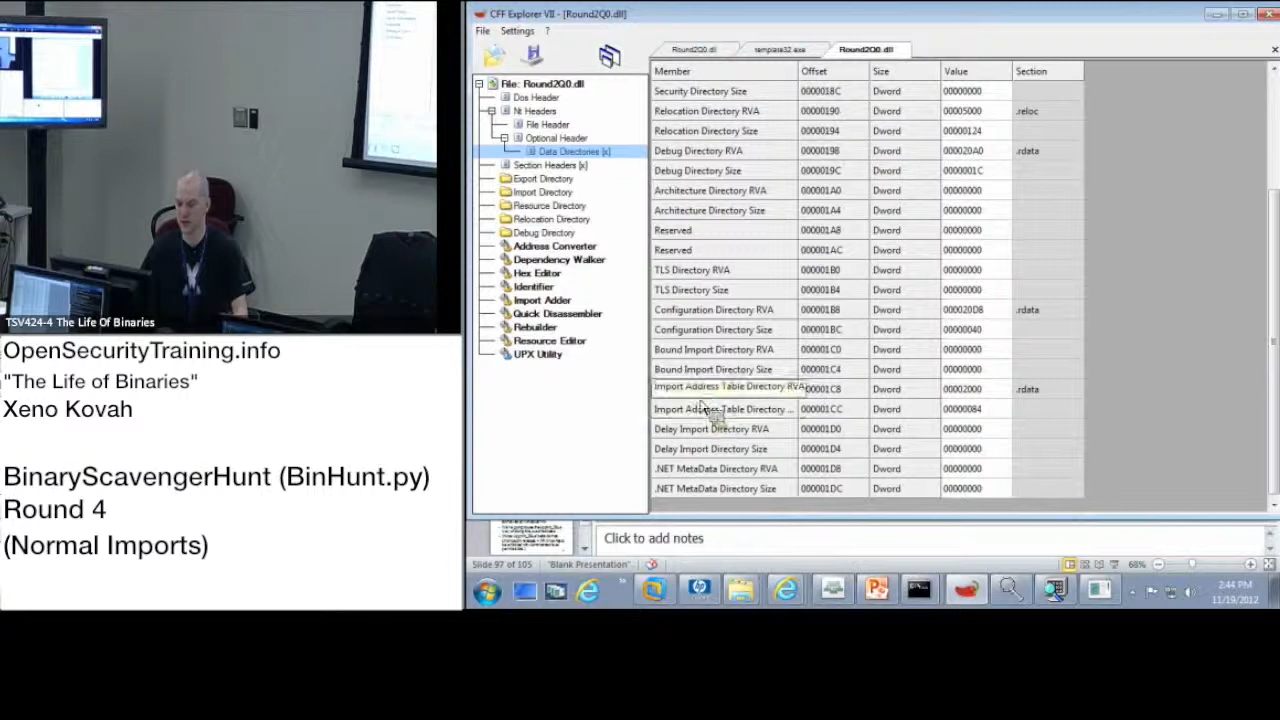 TSV424-4 The Life Of Binaries
OpenSecurityTraining.info
"The Life of Binaries"
Xeno Kovah
BinaryScavengerHunt (BinHunt.py)
Round 4
(Normal Imports)
CFF Explorer VII - [Round2Q0.dll]
File Settings ?
Round2Q0.dll template32.exe Round2Q0.dll
File: Round2Q0.dll
Dos Header
Nt Headers
File Header
Optional Header
Data Directories [x]
Section Headers [x]
Export Directory
Import Directory
Resource Directory
Relocation Directory
Debug Directory
Address Converter
Dependency Walker
Hex Editor
Identifier
Import Adder
Quick Disassembler
Rebuilder
Resource Editor
UPX Utility
Member Offset Size Value Section
Security Directory Size 0000018C Dword 00000000
Relocation Directory RVA 00000190 Dword 00005000 .reloc
Relocation Directory Size 00000194 Dword 00000124
Debug Directory RVA 00000198 Dword 000020A0 .rdata
Debug Directory Size 0000019C Dword 0000001C
Architecture Directory RVA 000001A0 Dword 00000000
Architecture Directory Size 000001A4 Dword 00000000
Reserved 000001A8 Dword 00000000
Reserved 000001AC Dword 00000000
TLS Directory RVA 000001B0 Dword 00000000
TLS Directory Size 000001B4 Dword 00000000
Configuration Directory RVA 000001B8 Dword 000020D8 .rdata
Configuration Directory Size 000001BC Dword 00000040
Bound Import Directory RVA 000001C0 Dword 00000000
Bound Import Directory Size 000001C4 Dword 00000000
Import Address Table Directory RVA 000001C8 Dword 00002000 .rdata
Import Address Table Directory ... 000001CC Dword 00000084
Delay Import Directory RVA 000001D0 Dword 00000000
Delay Import Directory Size 000001D4 Dword 00000000
.NET MetaData Directory RVA 000001D8 Dword 00000000
.NET MetaData Directory Size 000001DC Dword 00000000
Click to add notes
Slide 97 of 105 "Blank Presentation" 68%
2:44 PM
11/19/2012